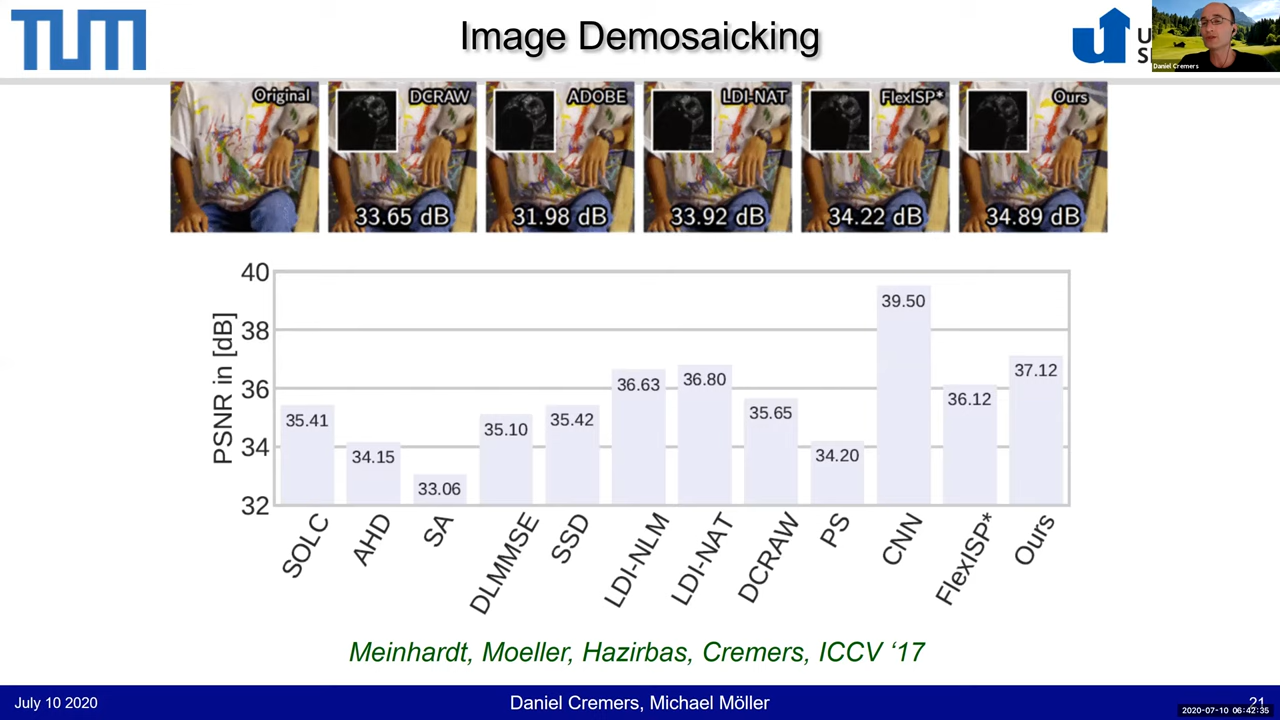 TUM
Image Demosaicking
U
Daniel Cremers
Original
DCRAW
ADOBE
LDI-NAT
FlexISP*
Ours
33.65 dB
31.98 dB
33.92 dB
34.22 dB
34.89 dB
PSNR in [dB]
40
38
36
34
32
35.41
34.15
33.06
35.10
35.42
36.63
36.80
35.65
34.20
39.50
36.12
37.12
SOLC
AHD
SA
DLMMSE
SSD
LDI-NLM
LDI-NAT
DCRAW
PS
CNN
FlexISP*
Ours
Meinhardt, Moeller, Hazirbas, Cremers, ICCV ‘17
July 10 2020
Daniel Cremers, Michael Möller
21
2020-07-10 06:42:35